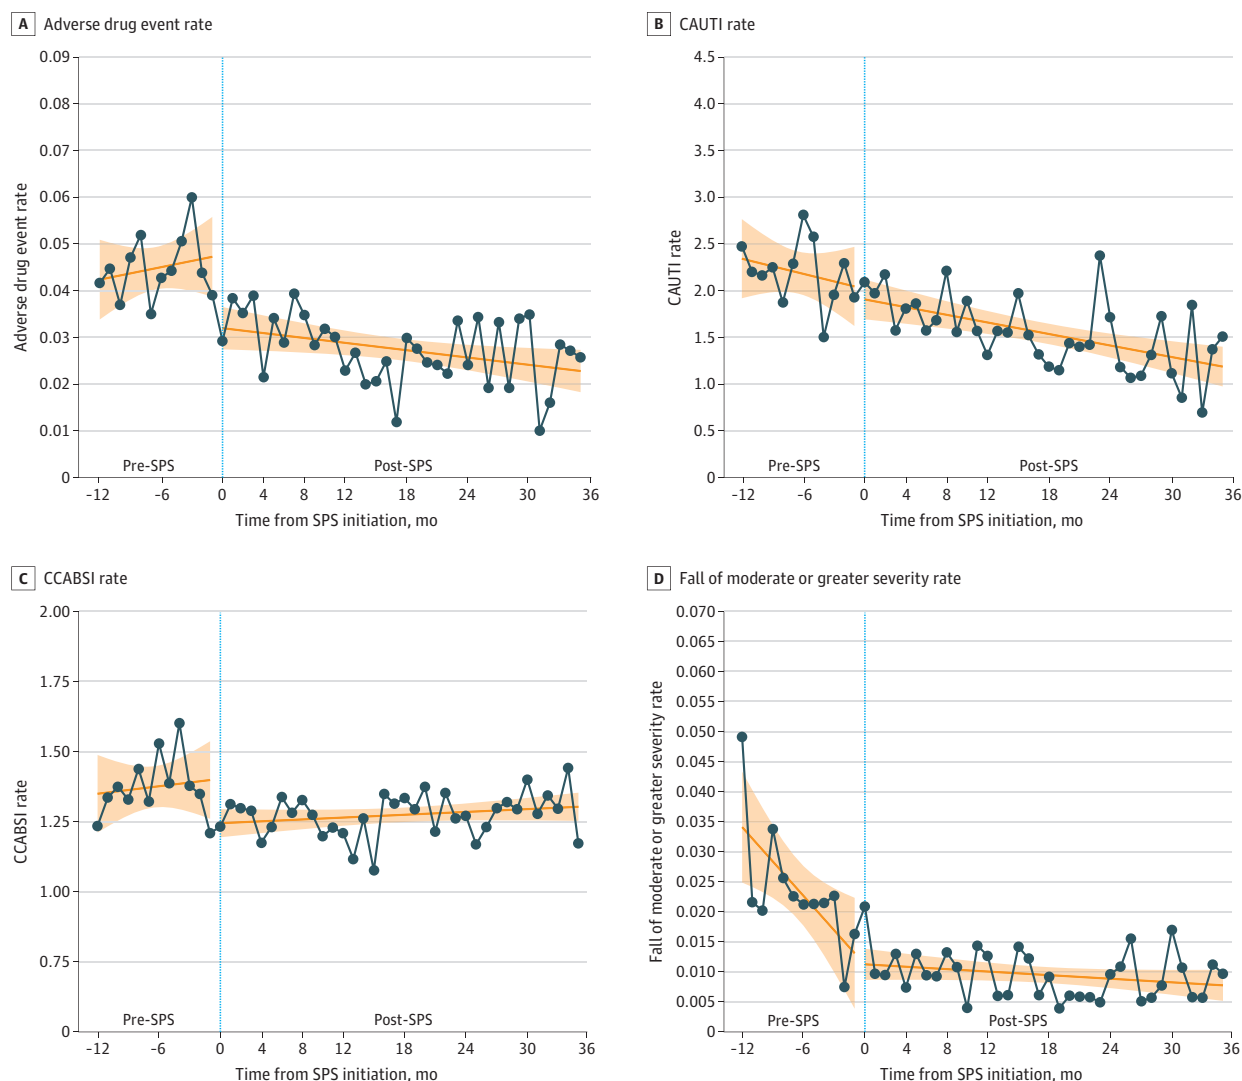 A Adverse drug event rate
0.09
0.08
0.07
0.06
0.05
0.04
0.03
0.02
0.01
0
Adverse drug event rate
Pre-SPS
Post-SPS
-12 -6 0 4 8 12 18 24 30 36
Time from SPS initiation, mo
B CAUTI rate
4.5
4.0
3.5
3.0
2.5
2.0
1.5
1.0
0.5
0
CAUTI rate
Pre-SPS
Post-SPS
-12 -6 0 4 8 12 18 24 30 36
Time from SPS initiation, mo
C CCABSI rate
2.00
1.75
1.50
1.25
1.00
0.75
0
CCABSI rate
Pre-SPS
Post-SPS
-12 -6 0 4 8 12 18 24 30 36
Time from SPS initiation, mo
D Fall of moderate or greater severity rate
0.070
0.065
0.060
0.055
0.050
0.045
0.040
0.035
0.030
0.025
0.020
0.015
0.010
0.005
0
Fall of moderate or greater severity rate
Pre-SPS
Post-SPS
-12 -6 0 4 8 12 18 24 30 36
Time from SPS initiation, mo